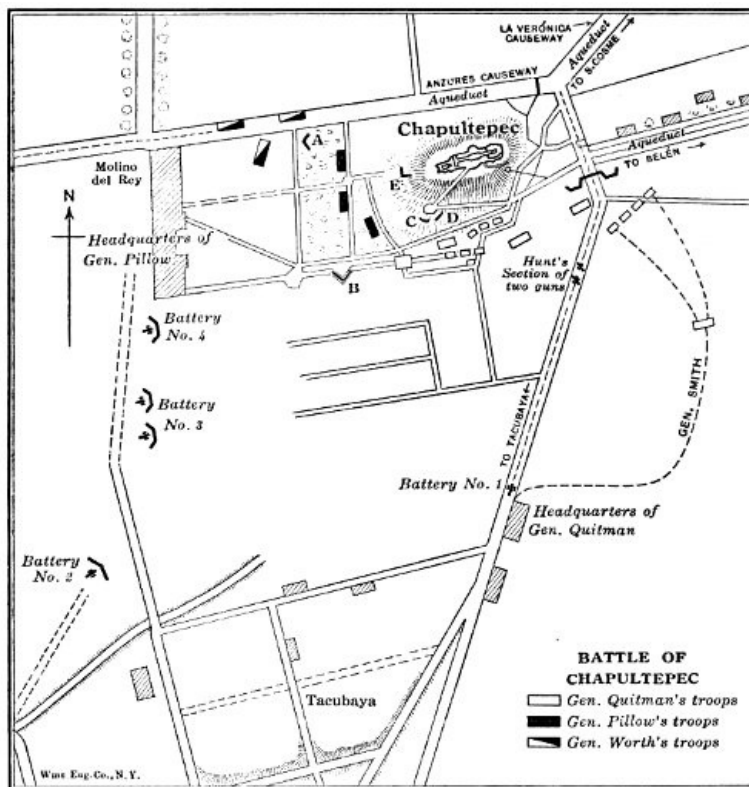 LA VERÓNICA
CAUSEWAY
Aqueduct
TO S. COSME
ANZURES CAUSEWAY
Aqueduct
A
Chapultepec
Aqueduct
TO BELÉN
Molino
del Rey
E
N
C
D
Headquarters of
Gen. Pillow
B
Hunt's
Section of
two guns
Battery
No. 4
GEN. SMITH
Battery
No. 3
TO TACUBAYA
Battery No. 1
Headquarters of
Gen. Quitman
Battery
No. 2
BATTLE OF
CHAPULTEPEC
Gen. Quitman's troops
Gen. Pillow's troops
Gen. Worth's troops
Tacubaya
Wms Eng. Co., N.Y.